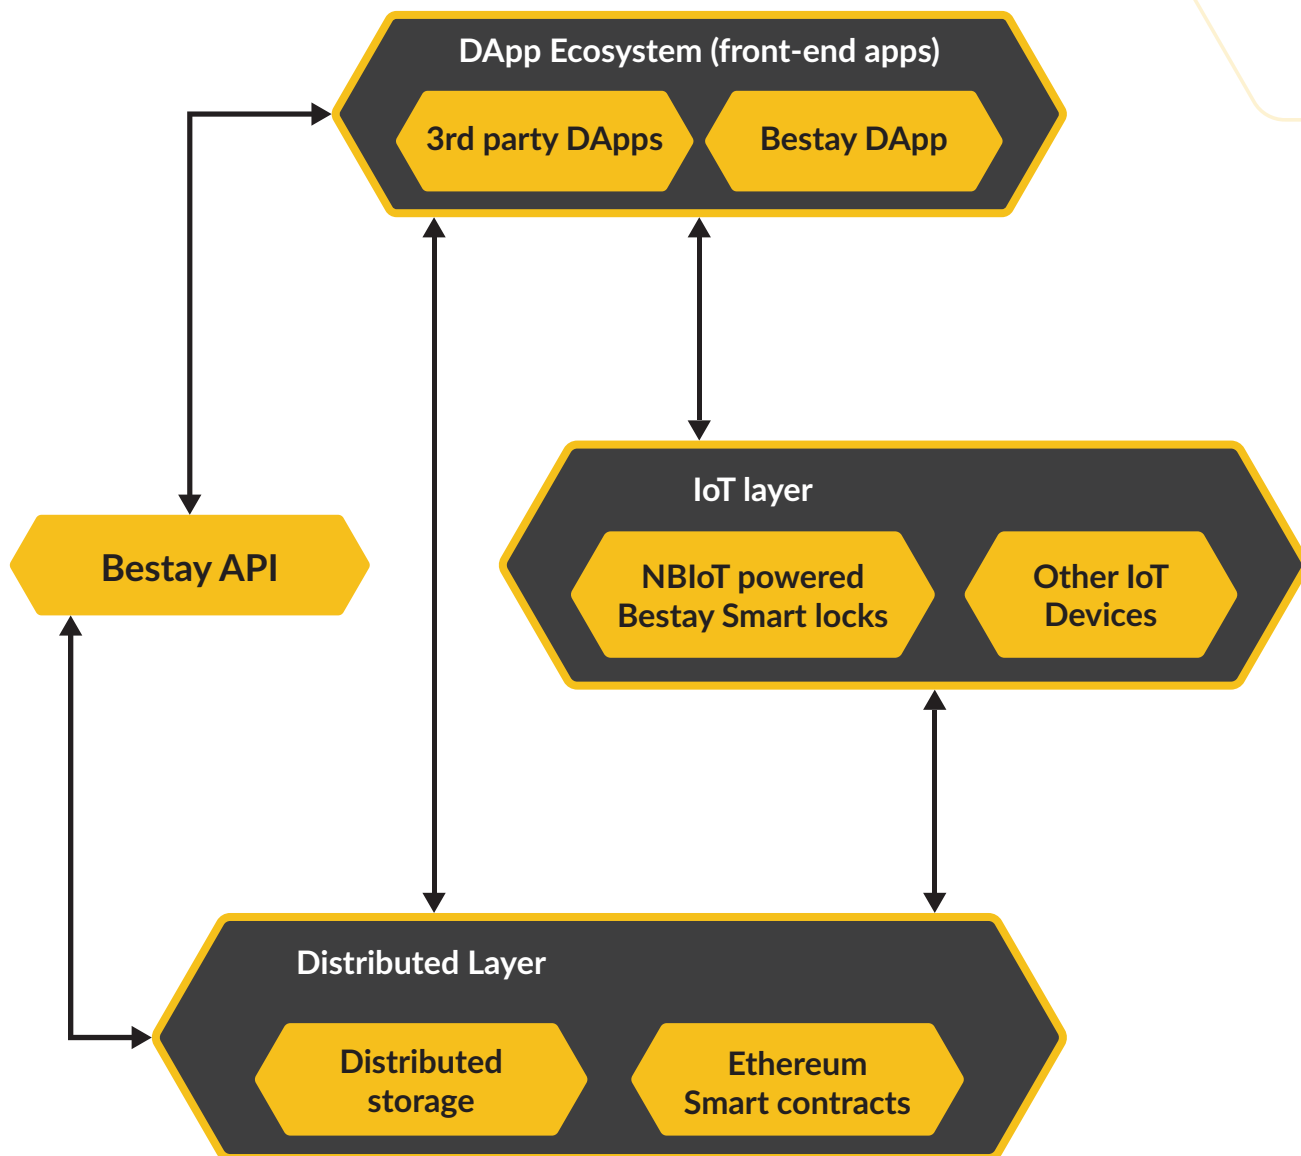 DApp Ecosystem (front-end apps)
3rd party DApps
Bestay DApp
IoT layer
Bestay API
NBIoT powered
Bestay Smart locks
Other IoT
Devices
Distributed Layer
Distributed
storage
Ethereum
Smart contracts